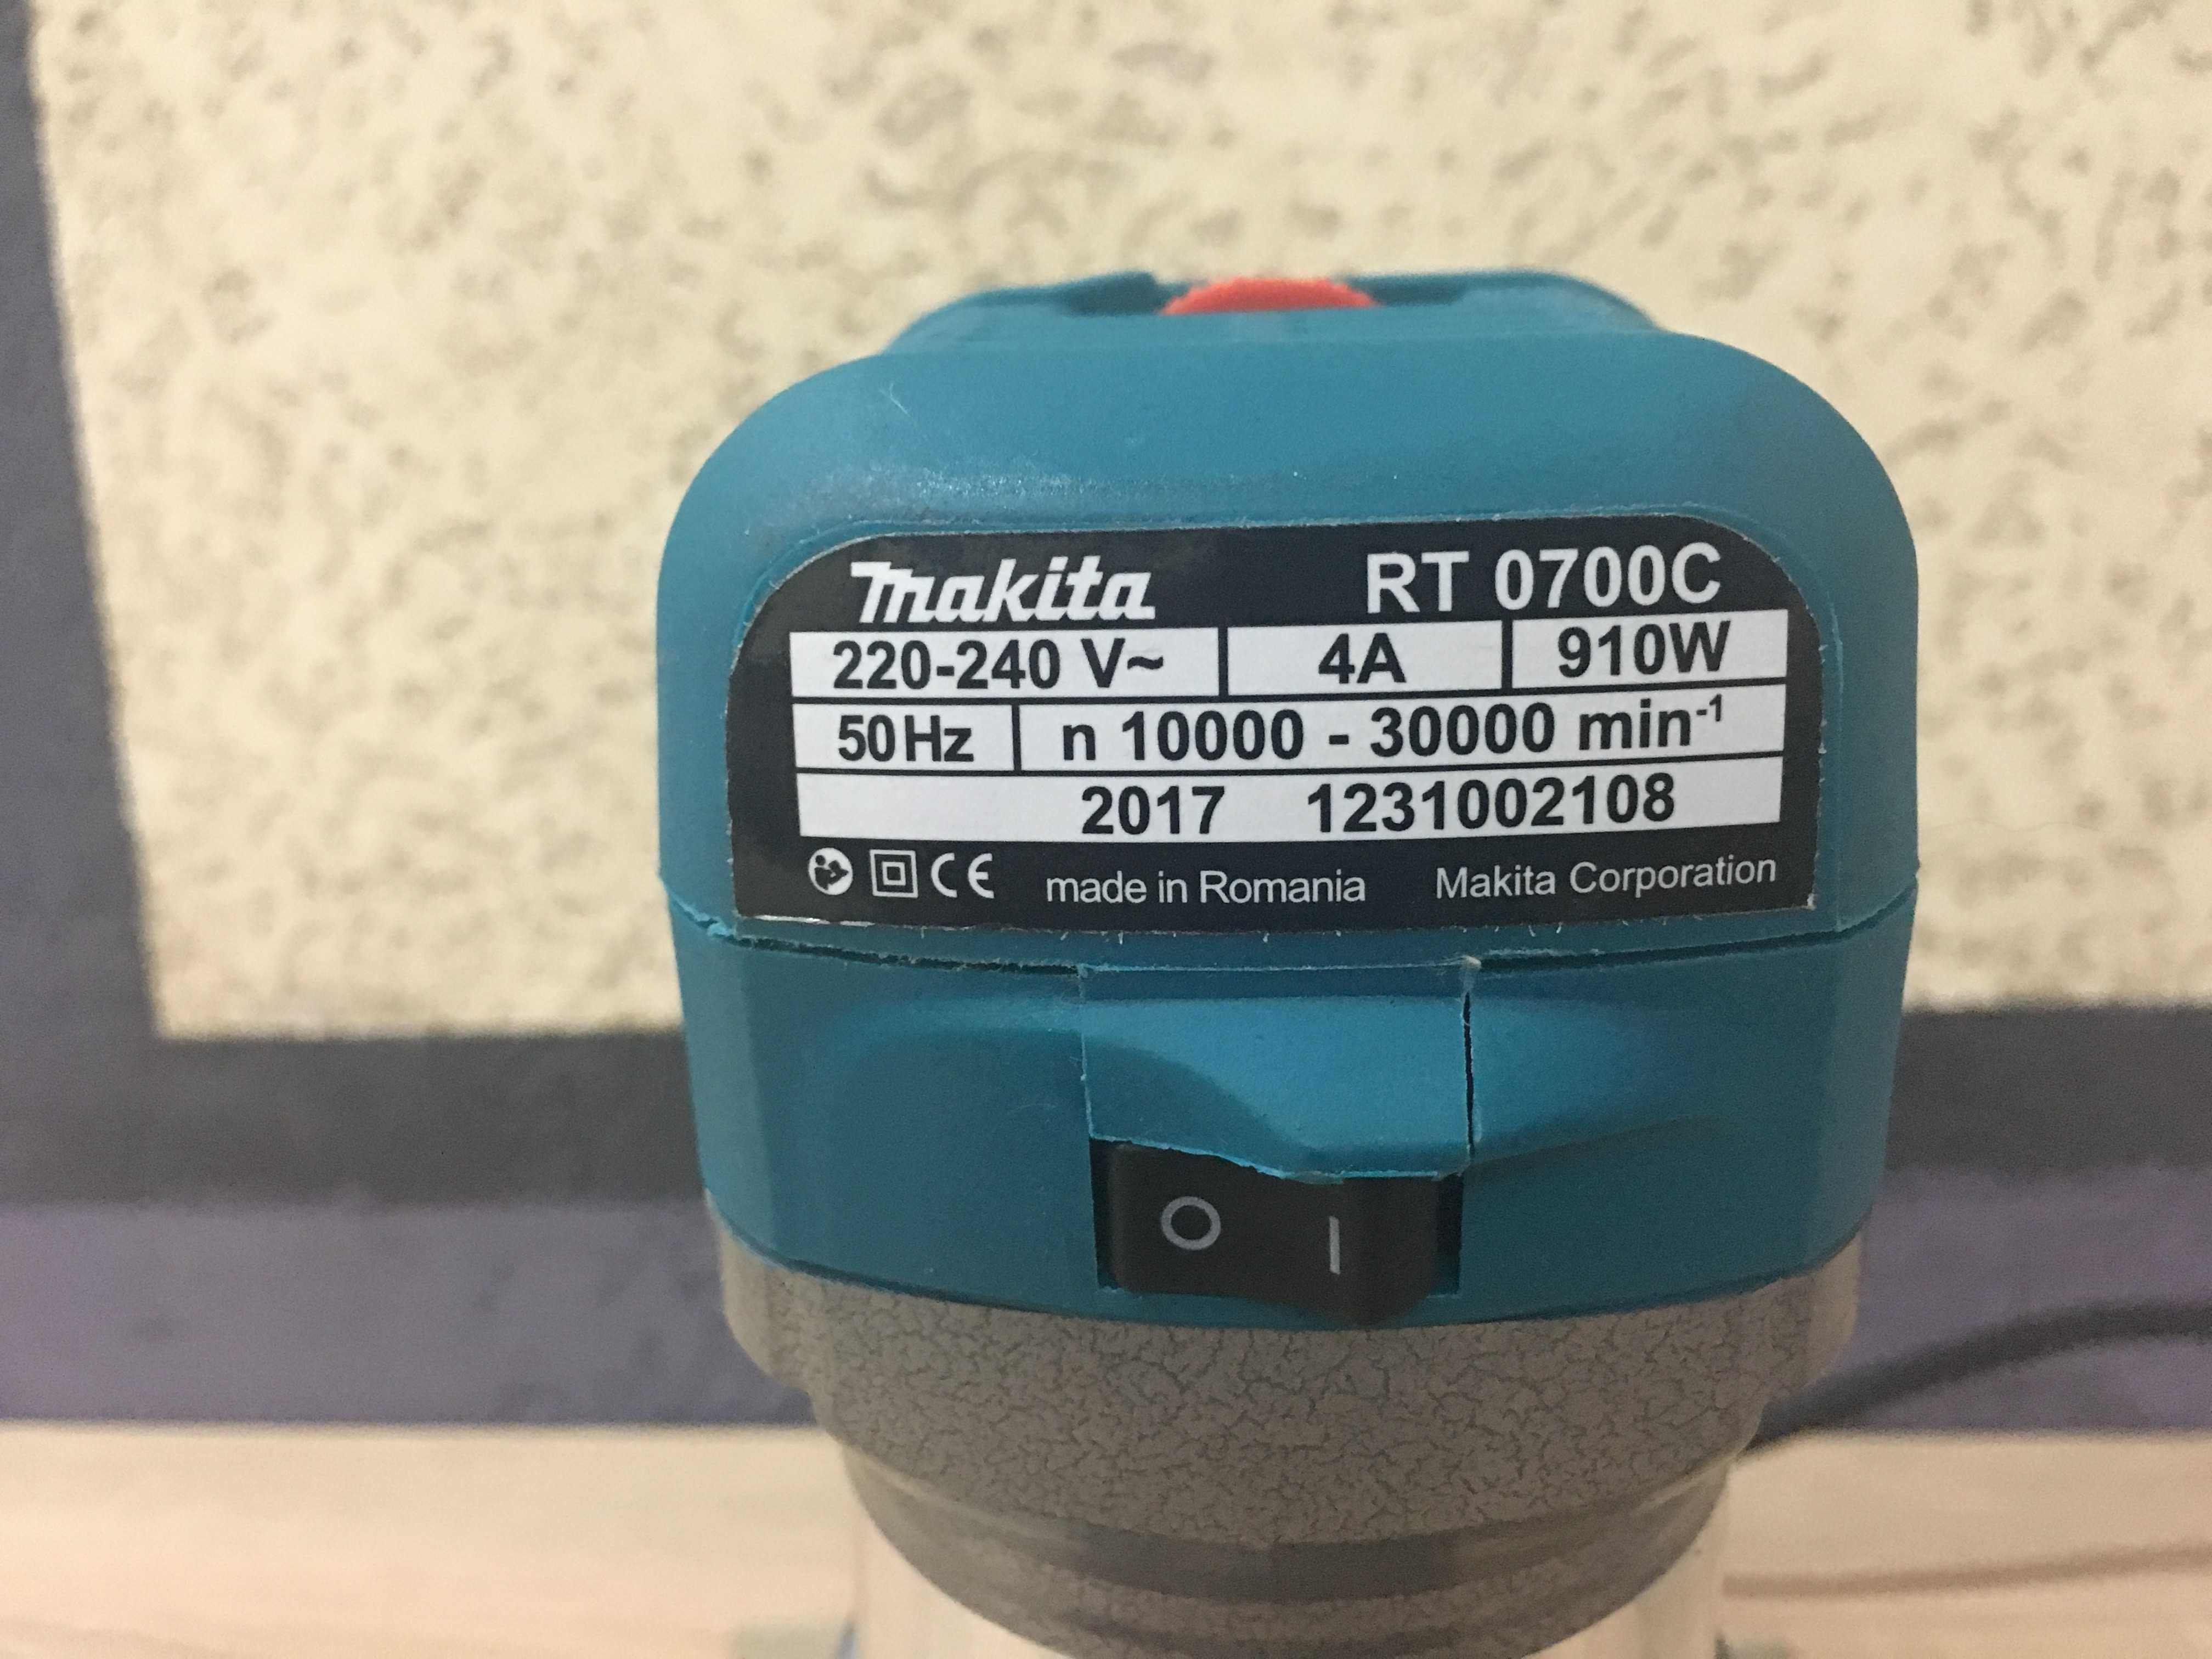 makita RT 0700C
220-240 V~ 4A 910W
50Hz n 10000 - 30000 min⁻¹
2017 1231002108
CE made in Romania Makita Corporation
O I